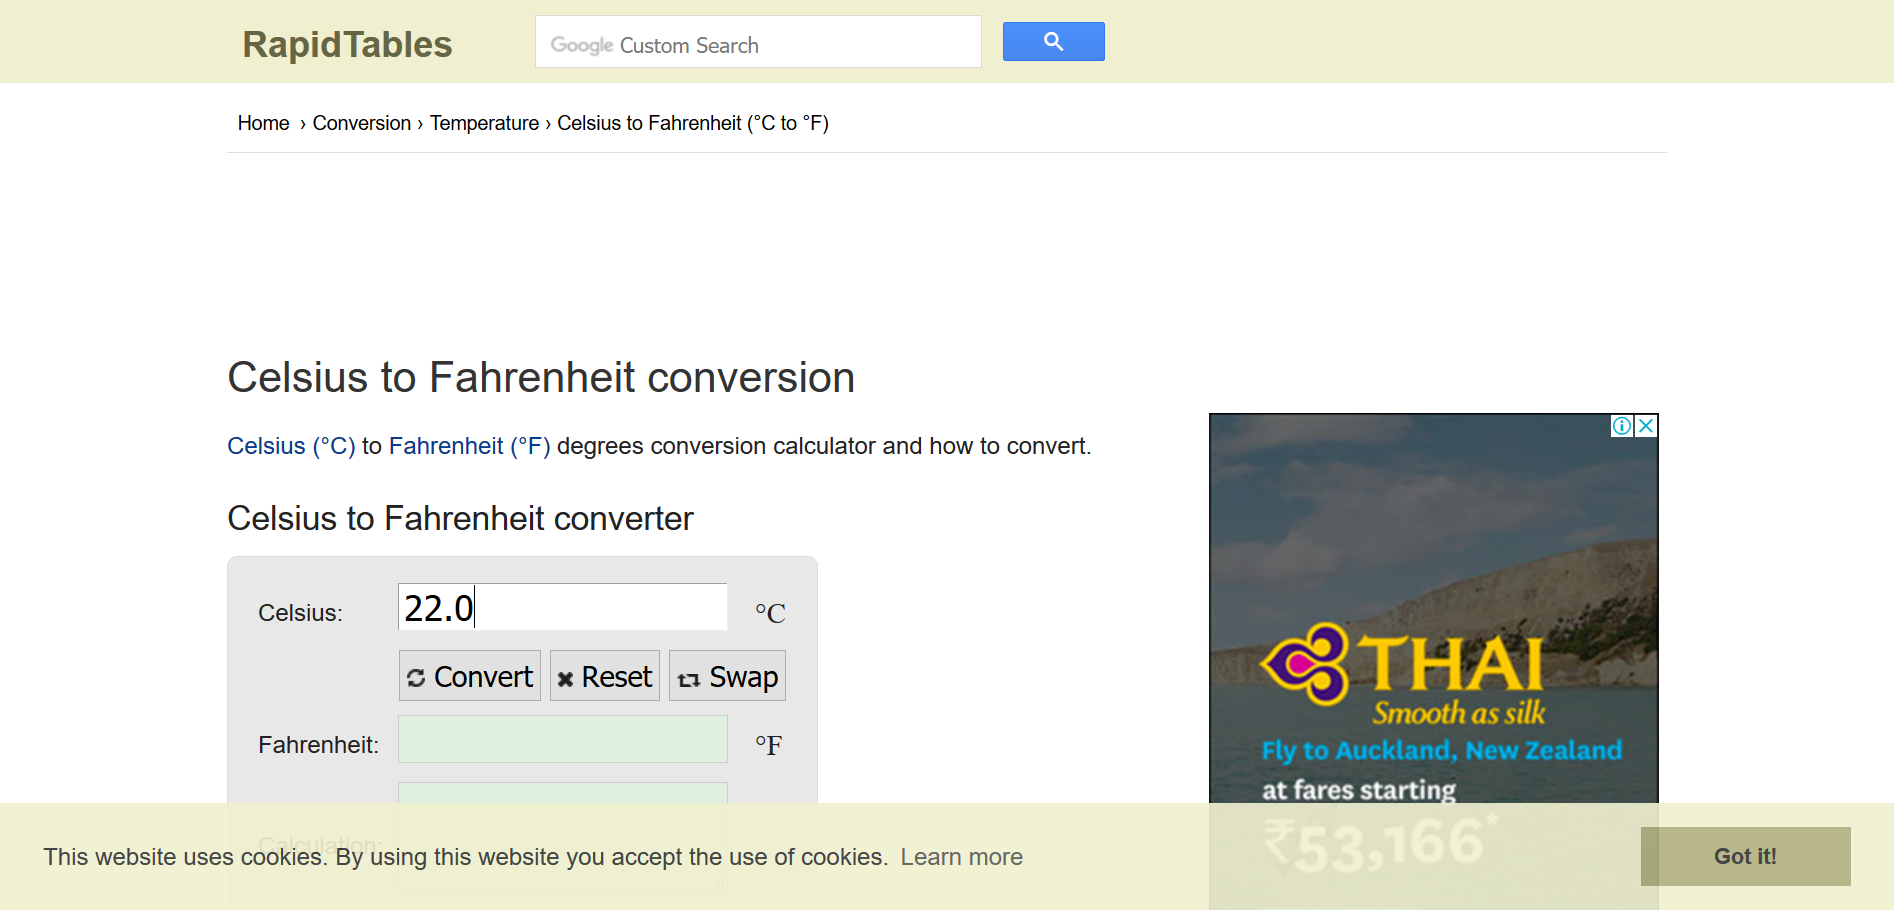 RapidTables
Google Custom Search
Home › Conversion › Temperature › Celsius to Fahrenheit (°C to °F)
Celsius to Fahrenheit conversion
Celsius (°C) to Fahrenheit (°F) degrees conversion calculator and how to convert.
Celsius to Fahrenheit converter
Celsius: 22.0 °C
Convert Reset Swap
Fahrenheit: °F
Calculation:
THAI
Smooth as silk
Fly to Auckland, New Zealand
at fares starting
₹53,166*
This website uses cookies. By using this website you accept the use of cookies. Learn more
Got it!